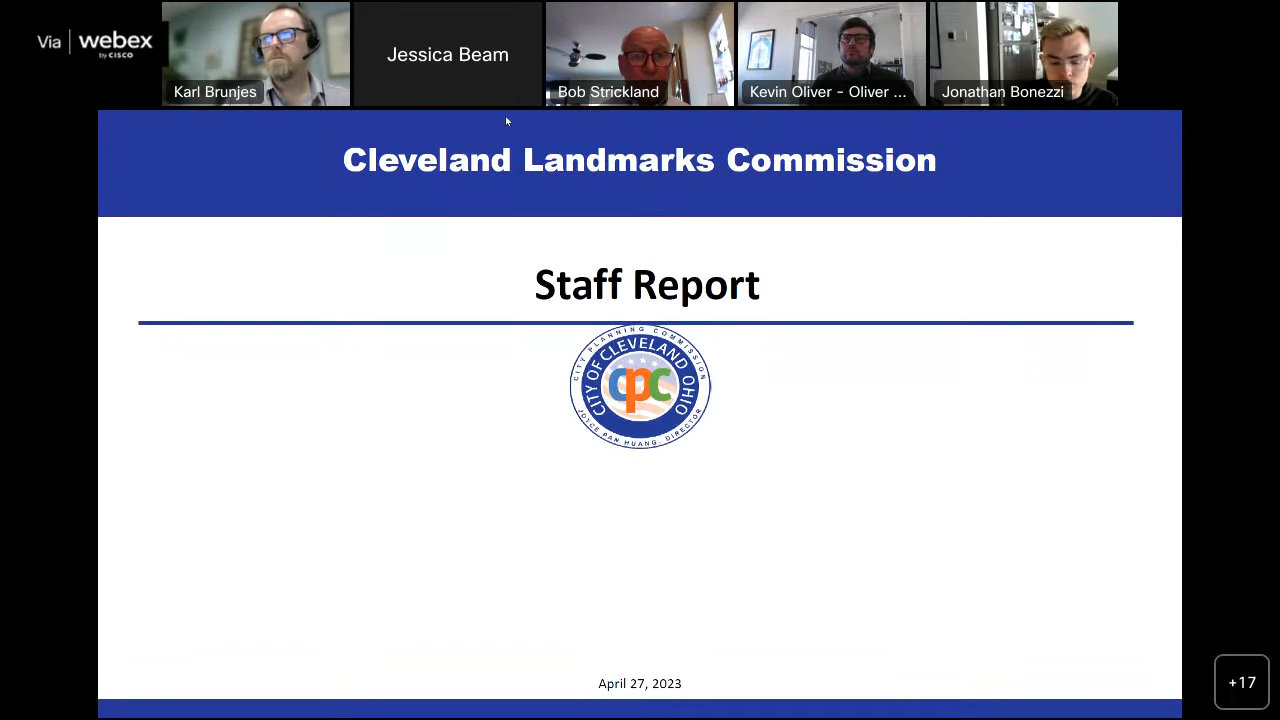 Via webex
by CISCO
Karl Brunjes
Jessica Beam
Bob Strickland
Kevin Oliver - Oliver ...
Jonathan Bonezzi
Cleveland Landmarks Commission
Staff Report
CITY PLANNING COMMISSION
CITY OF CLEVELAND OHIO
cpc
JOYCE PAN HUANG, DIRECTOR
April 27, 2023
+17